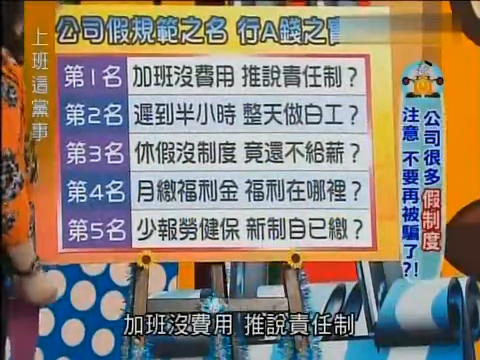 上班這黨事
公司假規範之名 行A錢之實
第1名 加班沒費用 推說責任制？
第2名 遲到半小時 整天做白工？
第3名 休假沒制度 竟還不給薪？
第4名 月繳福利金 福利在哪裡？
第5名 少報勞健保 新制自已繳？
公司很多假制度
注意 不要再被騙了?!
加班沒費用 推說責任制